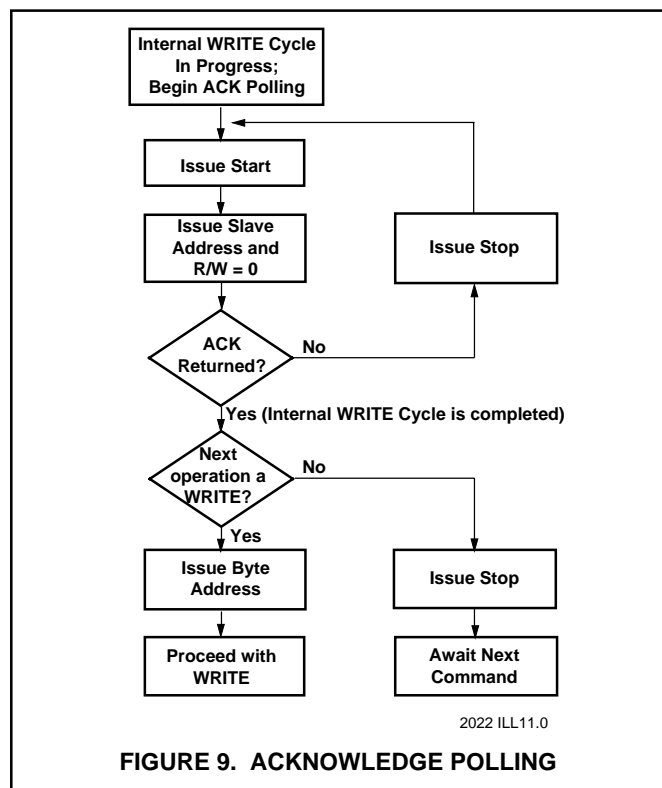 Internal WRITE Cycle
In Progress;
Begin ACK Polling
Issue Start
Issue Slave
Address and
R/W = 0
Issue Stop
ACK
Returned?
No
Yes (Internal WRITE Cycle is completed)
Next
operation a
WRITE?
No
Yes
Issue Byte
Address
Issue Stop
Proceed with
WRITE
Await Next
Command
2022 ILL11.0
FIGURE 9. ACKNOWLEDGE POLLING